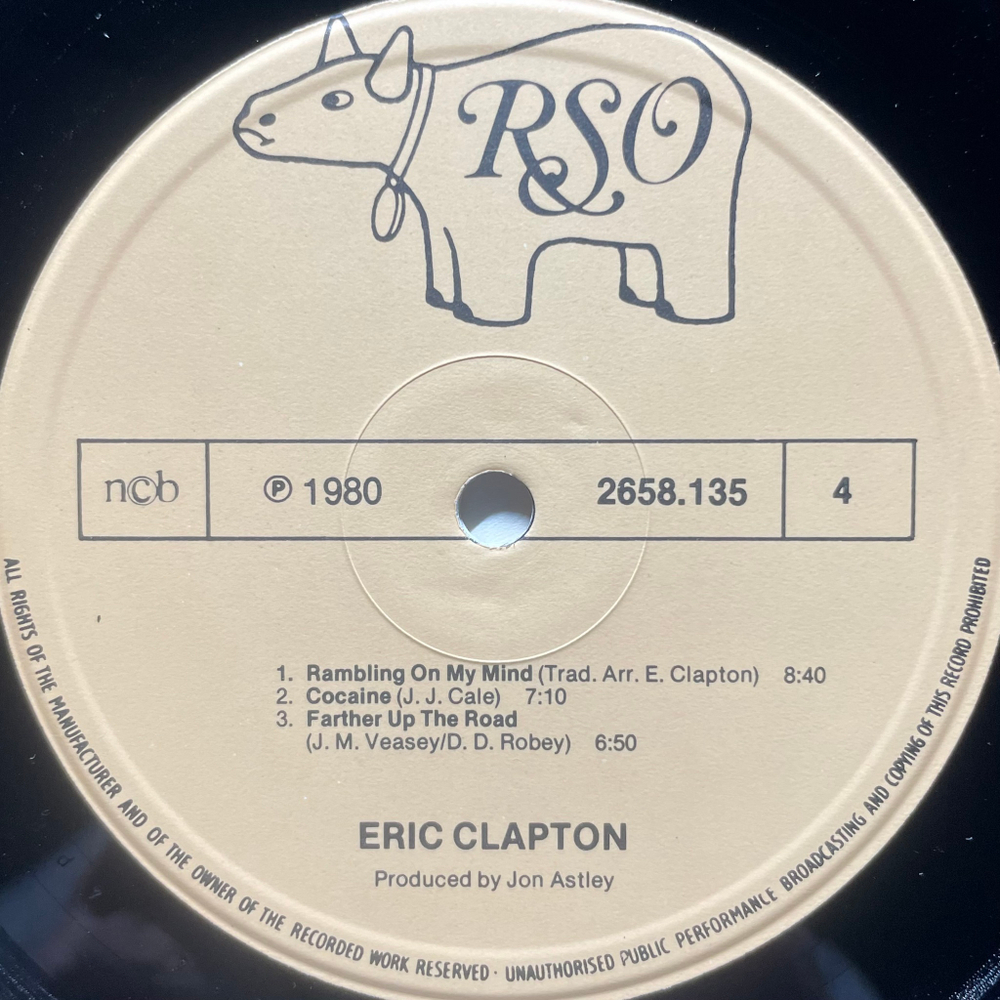 RSO
ncb
℗ 1980
2658.135
4
1. Rambling On My Mind (Trad. Arr. E. Clapton) 8:40
2. Cocaine (J. J. Cale) 7:10
3. Farther Up The Road
(J. M. Veasey/D. D. Robey) 6:50
ERIC CLAPTON
Produced by Jon Astley
ALL RIGHTS OF THE MANUFACTURER AND OF THE OWNER OF THE RECORDED WORK RESERVED · UNAUTHORISED PUBLIC PERFORMANCE BROADCASTING AND COPYING OF THIS RECORD PROHIBITED